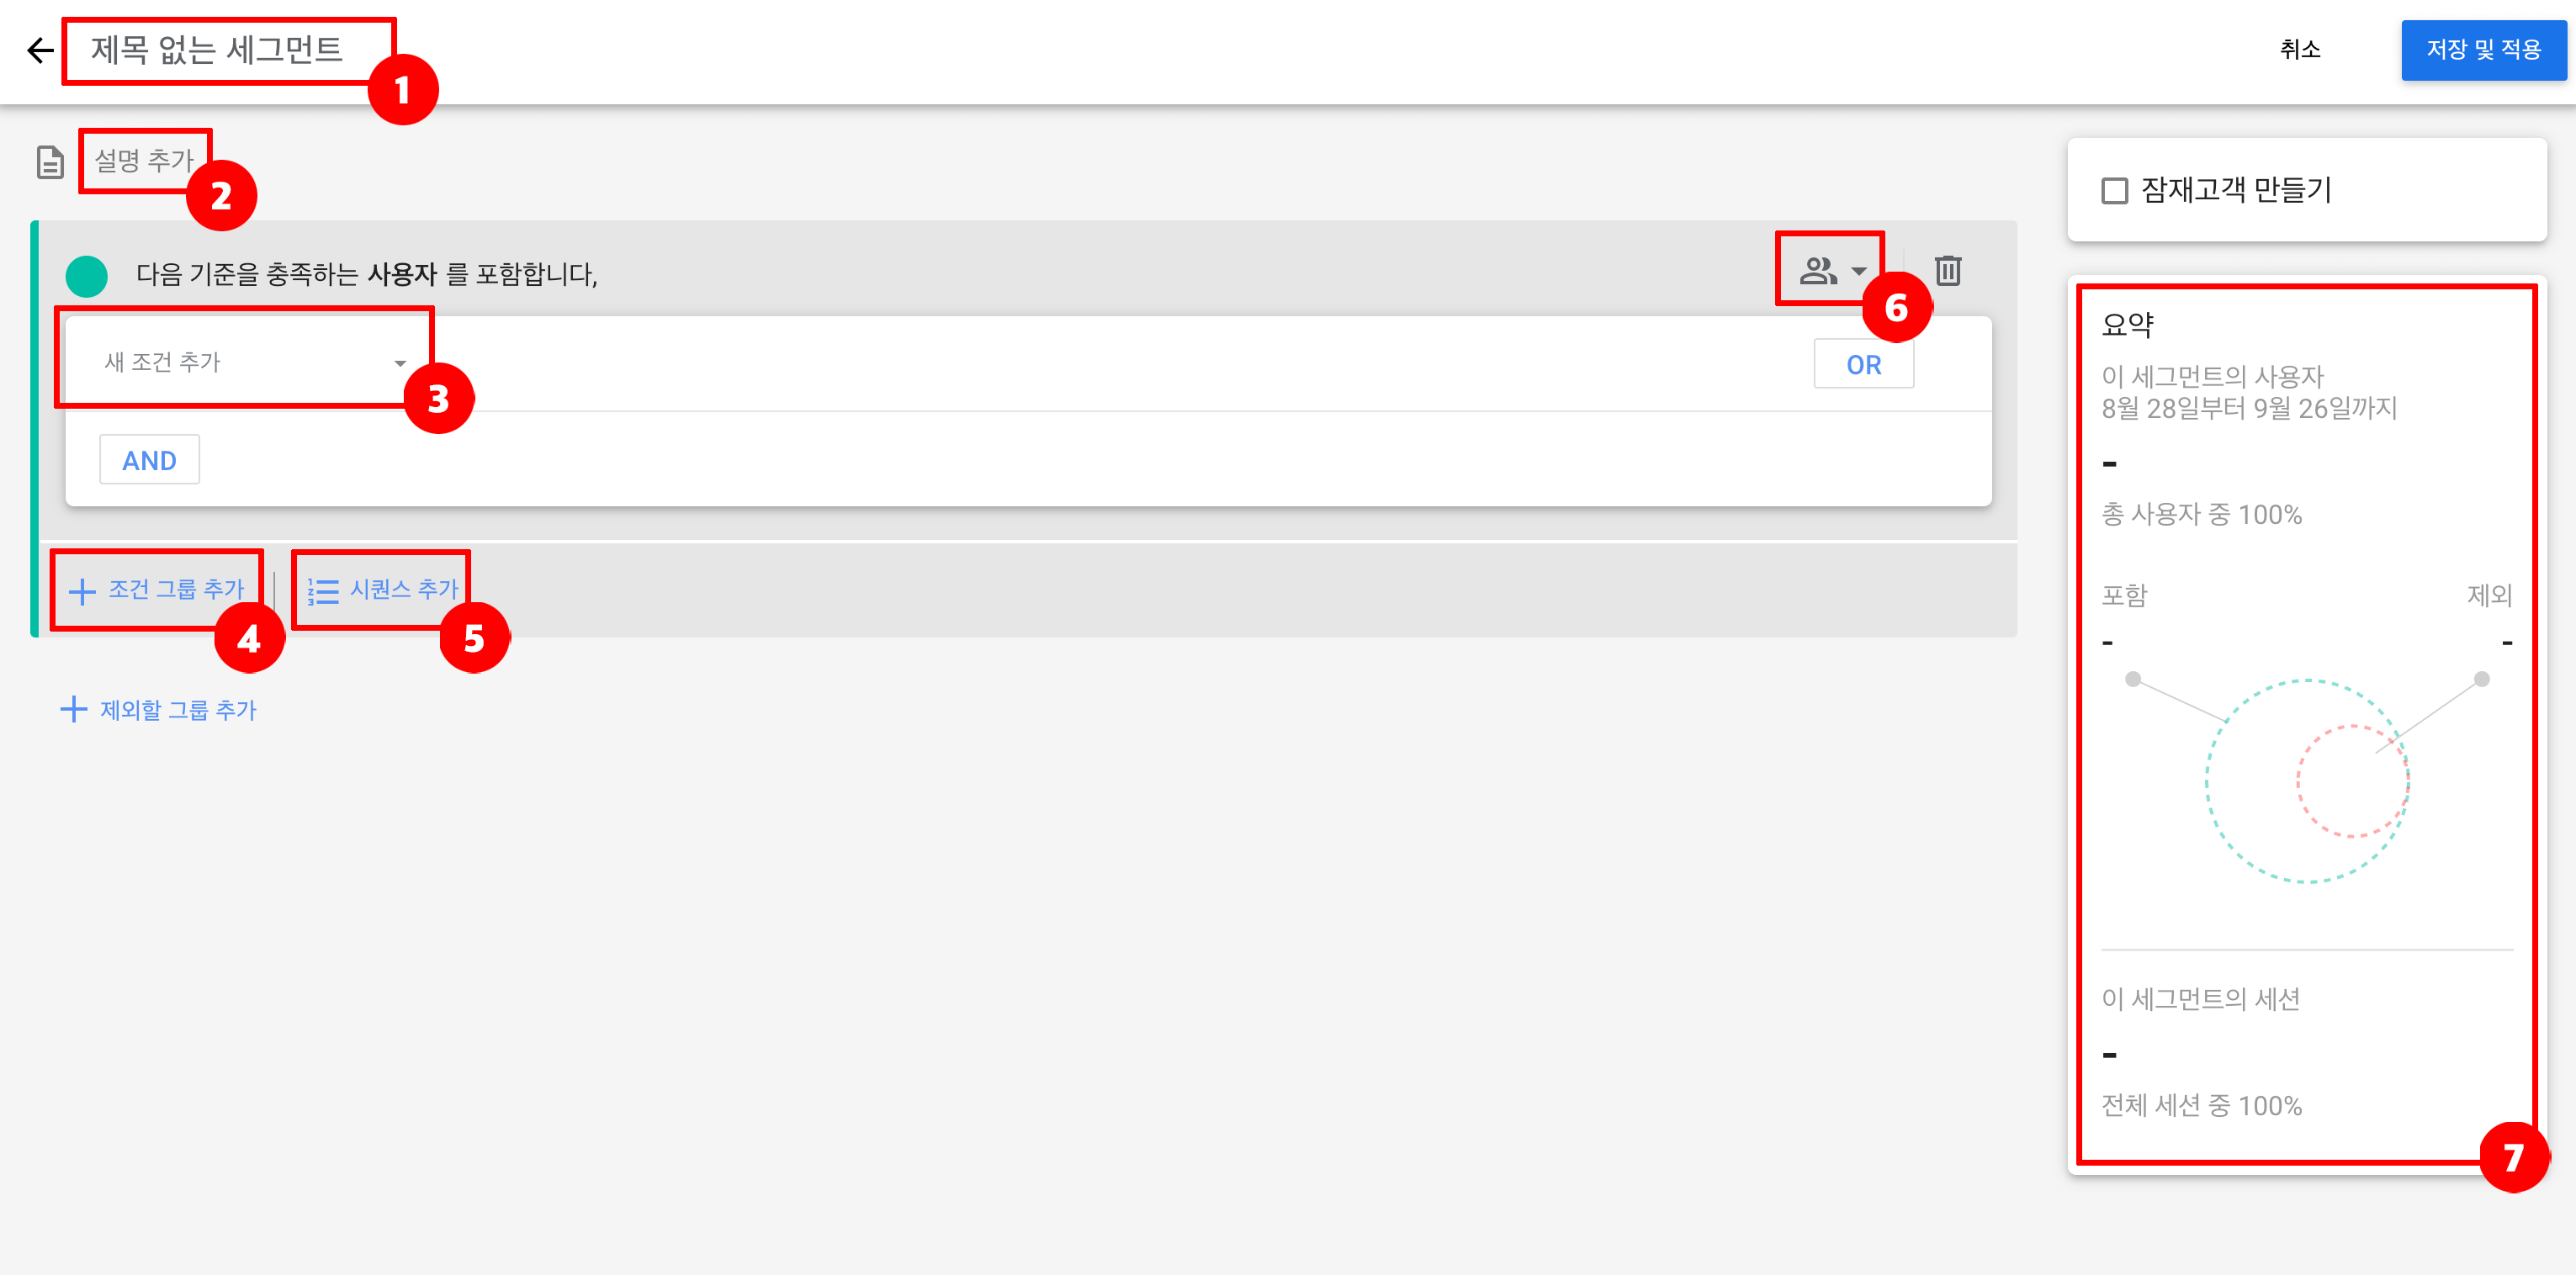 제목 없는 세그먼트
1
취소
저장 및 적용
설명 추가
2
잠재고객 만들기
다음 기준을 충족하는 사용자 를 포함합니다,
6
새 조건 추가
3
OR
AND
조건 그룹 추가
4
시퀀스 추가
5
제외할 그룹 추가
요약
이 세그먼트의 사용자
8월 28일부터 9월 26일까지
-
총 사용자 중 100%
포함 제외
- -
이 세그먼트의 세션
-
전체 세션 중 100%
7